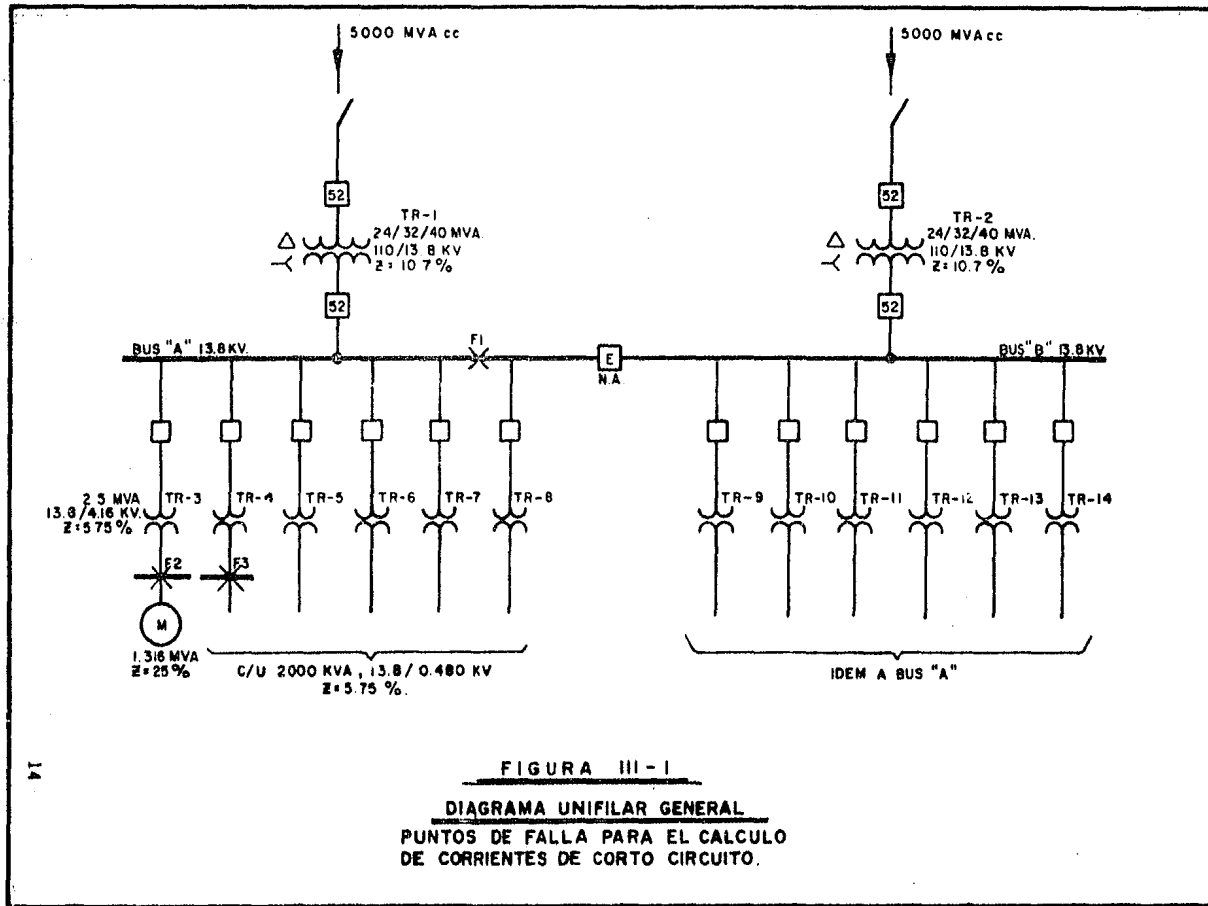 5000 MVA cc
5000 MVA cc
52
52
TR-1
24/32/40 MVA.
110/13.8 KV
Z= 10.7 %
TR-2
24/32/40 MVA.
110/13.8 KV
Z= 10.7 %
52
52
BUS "A" 13.8 KV.
F1
E
N.A.
BUS "B" 13.8 KV
2.5 MVA
13.8/4.16 KV.
Z=5.75 %
TR-3
TR-4
TR-5
TR-6
TR-7
TR-8
TR-9
TR-10
TR-11
TR-12
TR-13
TR-14
F2
F3
M
1.316 MVA
Z=25 %
C/U 2000 KVA, 13.8/ 0.480 KV
Z=5.75 %.
IDEM A BUS "A"
14
FIGURA III-I
DIAGRAMA UNIFILAR GENERAL
PUNTOS DE FALLA PARA EL CALCULO
DE CORRIENTES DE CORTO CIRCUITO.